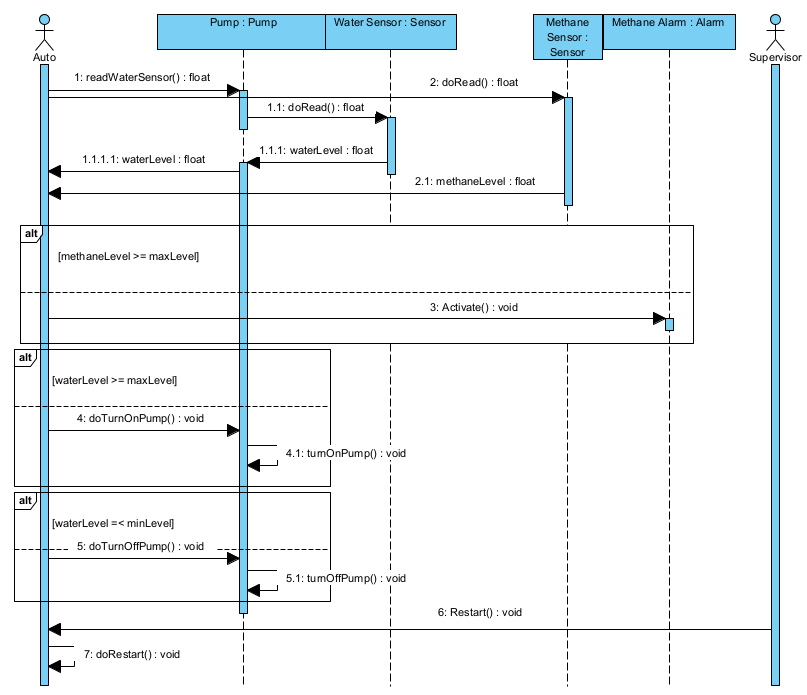 Pump : Pump
Water Sensor : Sensor
Methane
Sensor :
Sensor
Methane Alarm : Alarm
Auto
Supervisor
1: readWaterSensor() : float
2: doRead() : float
1.1: doRead() : float
1.1.1: waterLevel : float
1.1.1.1: waterLevel : float
2.1: methaneLevel : float
alt
[methaneLevel >= maxLevel]
3: Activate() : void
alt
[waterLevel >= maxLevel]
4: doTurnOnPump() : void
4.1: turnOnPump() : void
alt
[waterLevel =< minLevel]
5: doTurnOffPump() : void
5.1: turnOffPump() : void
6: Restart() : void
7: doRestart() : void